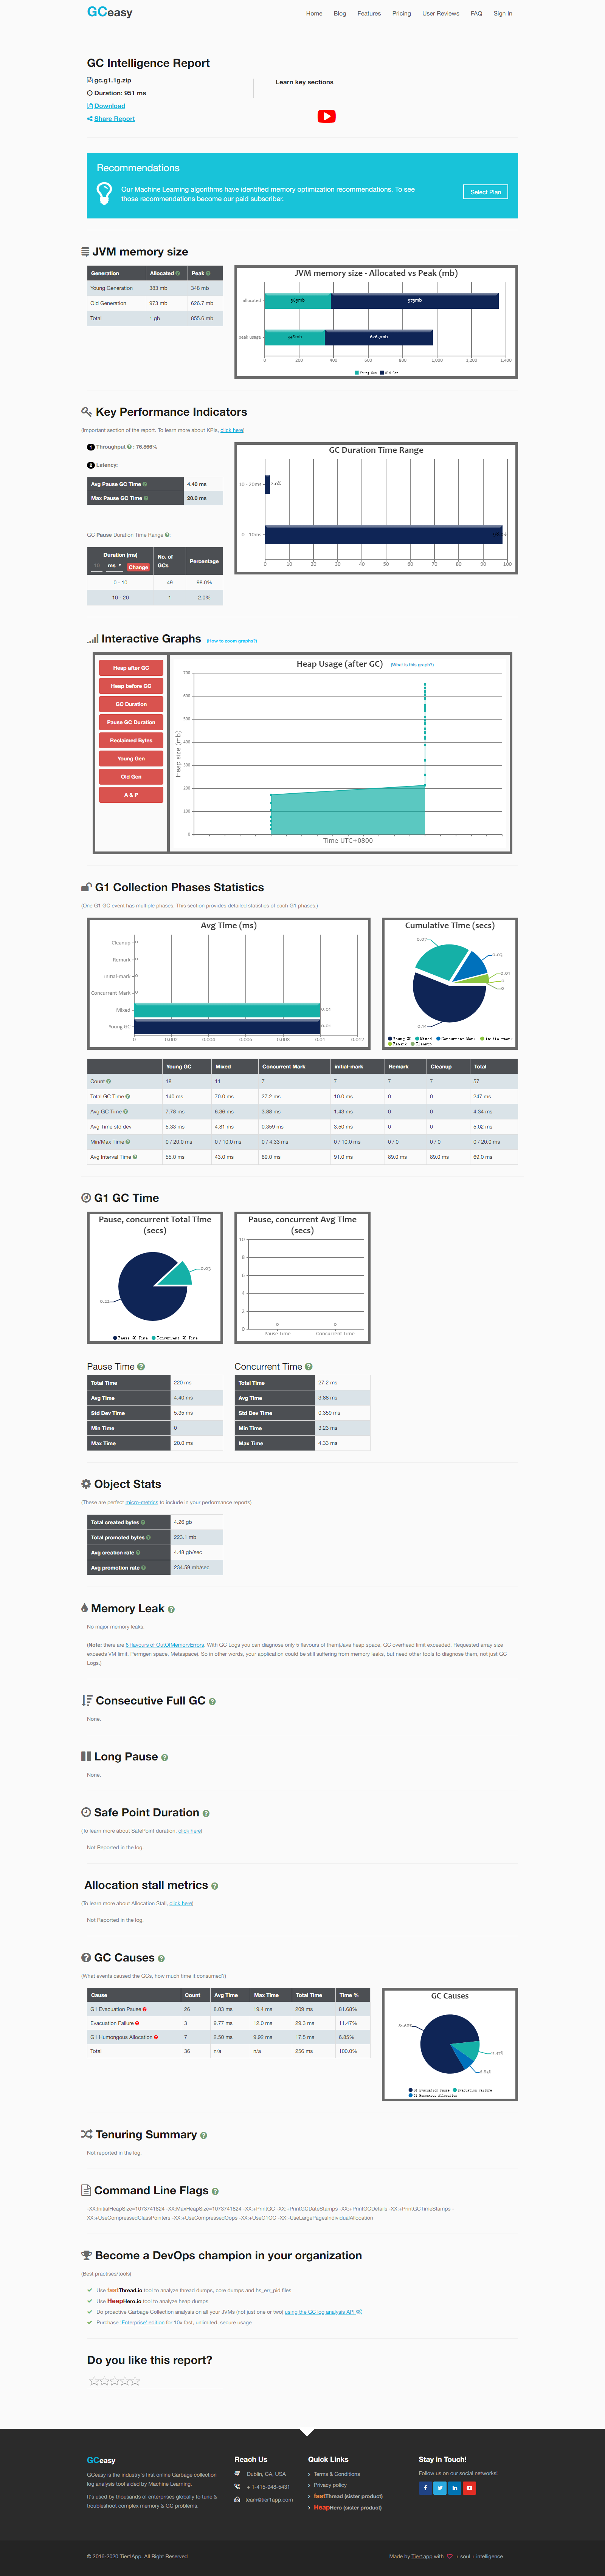 GCeasy
Home Blog Features Pricing User Reviews FAQ Sign In
GC Intelligence Report
gc.g1.1g.zip
Duration: 951 ms
Download
Share Report
Learn key sections
Recommendations
Our Machine Learning algorithms have identified memory optimization recommendations. To see
those recommendations become our paid subscriber.
Select Plan
JVM memory size
Generation Allocated Peak
Young Generation 383 mb 348 mb
Old Generation 973 mb 626.7 mb
Total 1 gb 855.6 mb
JVM memory size - Allocated vs Peak (mb)
allocated 383mb 973mb
peak usage 348mb 626.7mb
0 200 400 600 800 1,000 1,200 1,400
Young Gen Old Gen
Key Performance Indicators
(Important section of the report. To learn more about KPIs, click here)
1 Throughput : 76.866%
2 Latency:
Avg Pause GC Time 4.40 ms
Max Pause GC Time 20.0 ms
GC Pause Duration Time Range :
Duration (ms) No. of GCs Percentage
10 ms Change
0 - 10 49 98.0%
10 - 20 1 2.0%
GC Duration Time Range
10 - 20ms 2.0%
0 - 10ms
0 10 20 30 40 50 60 70 80 90 100
Interactive Graphs (How to zoom graphs?)
Heap after GC
Heap before GC
GC Duration
Pause GC Duration
Reclaimed Bytes
Young Gen
Old Gen
A & P
Heap Usage (after GC) (What is this graph?)
Heap size (mb)
700
600
500
400
300
200
100
0
Time UTC+0800
G1 Collection Phases Statistics
(One G1 GC event has multiple phases. This section provides detailed statistics of each G1 phases.)
Avg Time (ms)
Cleanup 0
Remark 0
initial-mark 0
Concurrent Mark 0
Mixed 0.01
Young GC 0.01
0 0.002 0.004 0.006 0.008 0.01 0.012
Cumulative Time (secs)
0.07
0.03
0.01
0
0
0.14
Young GC Mixed Concurrent Mark initial-mark
Remark Cleanup
Young GC Mixed Concurrent Mark Initial-mark Remark Cleanup Total
Count 18 11 7 7 7 7 57
Total GC Time 140 ms 70.0 ms 27.2 ms 10.0 ms 0 0 247 ms
Avg GC Time 7.78 ms 6.36 ms 3.88 ms 1.43 ms 0 0 4.34 ms
Avg Time std dev 5.33 ms 4.81 ms 0.359 ms 3.50 ms 0 0 5.02 ms
Min/Max Time 0 / 20.0 ms 0 / 10.0 ms 0 / 4.33 ms 0 / 10.0 ms 0 / 0 0 / 0 0 / 20.0 ms
Avg Interval Time 55.0 ms 43.0 ms 89.0 ms 91.0 ms 89.0 ms 89.0 ms 69.0 ms
G1 GC Time
Pause, concurrent Total Time
(secs)
0.03
0.22
Pause GC Time Concurrent GC Time
Pause, concurrent Avg Time
(secs)
10
8
6
4
2
0
0 0
Pause Time Concurrent Time
Pause Time
Total Time 220 ms
Avg Time 4.40 ms
Std Dev Time 5.35 ms
Min Time 0
Max Time 20.0 ms
Concurrent Time
Total Time 27.2 ms
Avg Time 3.88 ms
Std Dev Time 0.359 ms
Min Time 3.23 ms
Max Time 4.33 ms
Object Stats
(These are perfect micro-metrics to include in your performance reports)
Total created bytes 4.26 gb
Total promoted bytes 223.1 mb
Avg creation rate 4.48 gb/sec
Avg promotion rate 234.59 mb/sec
Memory Leak
No major memory leaks.
(Note: there are 8 flavours of OutOfMemoryErrors. With GC Logs you can diagnose only 5 flavours of them(Java heap space, GC overhead limit exceeded, Requested array size
exceeds VM limit, Permgen space, Metaspace). So in other words, your application could be still suffering from memory leaks, but need other tools to diagnose them, not just GC
Logs.)
Consecutive Full GC
None.
Long Pause
None.
Safe Point Duration
(To learn more about SafePoint duration, click here)
Not Reported in the log.
Allocation stall metrics
(To learn more about Allocation Stall, click here)
Not Reported in the log.
GC Causes
(What events caused the GCs, how much time it consumed?)
Cause Count Avg Time Max Time Total Time Time %
G1 Evacuation Pause 26 8.03 ms 19.4 ms 209 ms 81.68%
Evacuation Failure 3 9.77 ms 12.0 ms 29.3 ms 11.47%
G1 Humongous Allocation 7 2.50 ms 9.92 ms 17.5 ms 6.85%
Total 36 n/a n/a 256 ms 100.0%
GC Causes
G1 Evacuation Pause Evacuation Failure
G1 Humongous Allocation
Tenuring Summary
Not reported in the log.
Command Line Flags
-XX:InitialHeapSize=1073741824 -XX:MaxHeapSize=1073741824 -XX:+PrintGC -XX:+PrintGCDateStamps -XX:+PrintGCDetails -XX:+PrintGCTimeStamps -
XX:+UseCompressedClassPointers -XX:+UseCompressedOops -XX:+UseG1GC -XX:-UseLargePagesIndividualAllocation
Become a DevOps champion in your organization
(Best practises/tools)
Use fastThread.io tool to analyze thread dumps, core dumps and hs_err_pid files
Use HeapHero.io tool to analyze heap dumps
Do proactive Garbage Collection analysis on all your JVMs (not just one or two) using the GC log analysis API
Purchase 'Enterprise' edition for 10x fast, unlimited, secure usage
Do you like this report?
GCeasy
GCeasy is the industry's first online Garbage collection
log analysis tool aided by Machine Learning.
It's used by thousands of enterprises globally to tune &
troubleshoot complex memory & GC problems.
Reach Us
Dublin, CA, USA
+ 1-415-948-5431
team@tier1app.com
Quick Links
Terms & Conditions
Privacy policy
fastThread (sister product)
HeapHero (sister product)
Stay in Touch!
Follow us on our social networks!
© 2016-2020 Tier1App. All Right Reserved
Made by Tier1app with + soul + intelligence